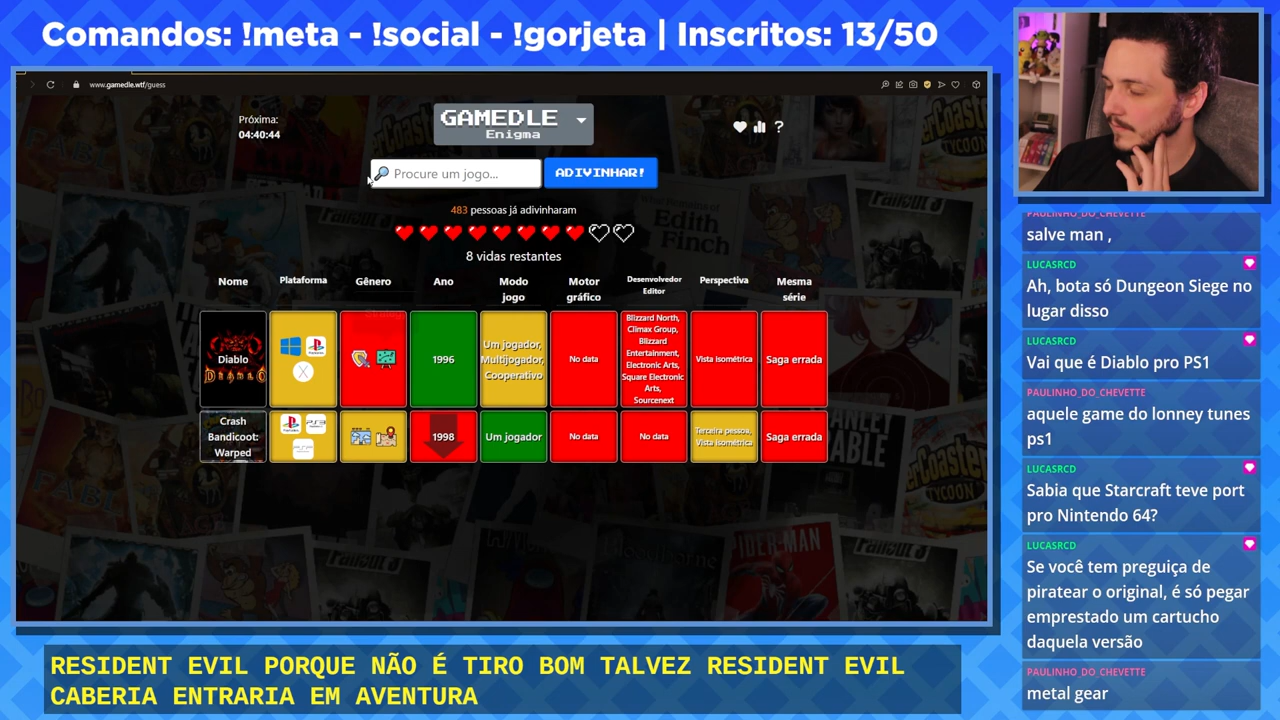 Comandos: !meta - !social - !gorjeta | Inscritos: 13/50
www.gamedle.wtf/guess
Próxima:
04:40:44
GAMEDLE
Enigma
Procure um jogo...
ADIVINHAR!
483 pessoas já adivinharam
8 vidas restantes
Nome
Plataforma
Gênero
Ano
Modo
jogo
Motor
gráfico
Desenvolvedor
Editor
Perspectiva
Mesma
série
Diablo
1996
Um jogador,
Multijogador,
Cooperativo
No data
Blizzard North,
Climax Group,
Blizzard
Entertainment,
Electronic Arts,
Square Electronic
Arts,
Sourcenext
Vista isométrica
Saga errada
Crash
Bandicoot:
Warped
1998
Um jogador
No data
No data
Terceira pessoa,
Vista isométrica
Saga errada
PAULINHO_DO_CHEVETTE
salve man ,
LUCASRCD
Ah, bota só Dungeon Siege no
lugar disso
LUCASRCD
Vai que é Diablo pro PS1
PAULINHO_DO_CHEVETTE
aquele game do lonney tunes
ps1
LUCASRCD
Sabia que Starcraft teve port
pro Nintendo 64?
LUCASRCD
Se você tem preguiça de
piratear o original, é só pegar
emprestado um cartucho
daquela versão
PAULINHO_DO_CHEVETTE
metal gear
RESIDENT EVIL PORQUE NÃO É TIRO BOM TALVEZ RESIDENT EVIL
CABERIA ENTRARIA EM AVENTURA